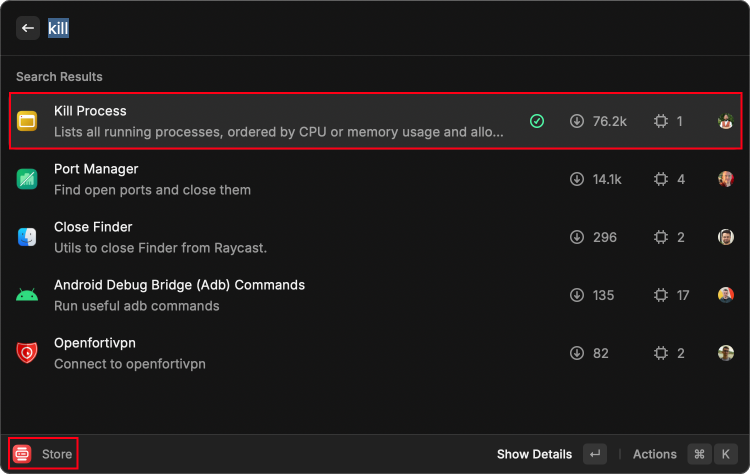 kill
Search Results
Kill Process
Lists all running processes, ordered by CPU or memory usage and allo...
76.2k
1
Port Manager
Find open ports and close them
14.1k
4
Close Finder
Utils to close Finder from Raycast.
296
2
Android Debug Bridge (Adb) Commands
Run useful adb commands
135
17
Openfortivpn
Connect to openfortivpn
82
2
Store
Show Details
Actions
⌘ K